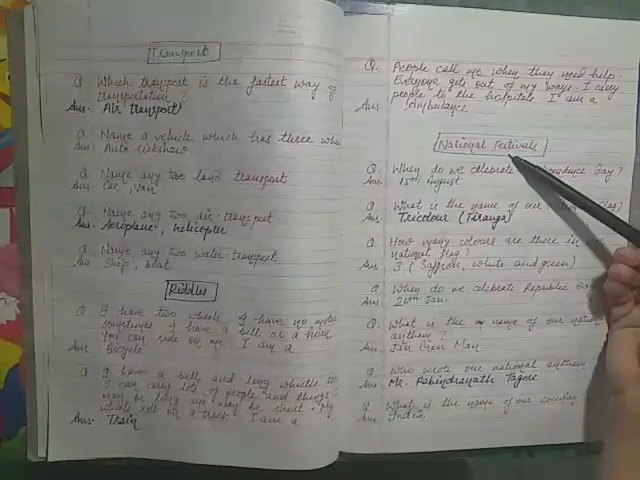 Transport
Q Which transport is the fastest way of
transportation?
Ans. Air transport
Q Name a vehicle which has three
Ans. Auto rickshaw
Q Name any two land transport
Ans. Car, Van
Q Name any two air transport
Ans. Aeroplane, helicopter
Q Name any two water transport
Ans Ship, boat
Riddles
Q I have two wheels I have no
sometimes I have a bell or a horn
You can ride on me I am a
Ans Bicycle
Q I have a bell and long whistle
I can carry lots of people and things
may be long and may be short. My
wheels roll on a track I am a
Ans: Train
Q. People call me when they need help.
Everyone gets out of my ways. I carry
people to the hospitals I am a
Ans Ambulance
National Festivals
Q. When do we celebrate Day?
Ans. 15th August
Q. What is the name of our Flag?
Ans. Tricolour (Tiranga)
Q How many colours are there in
national flag?
Ans 3 (Saffron, white and green)
Q When do we celebrate Republic
Ans: 26th Jan.
Q. What is the name of our
anthem?
Ans. Jan Gan Man
Q. Who wrote our national anthem
Ans Mr. Rabindranath Tagore
Q What is the name of our country
Ans India